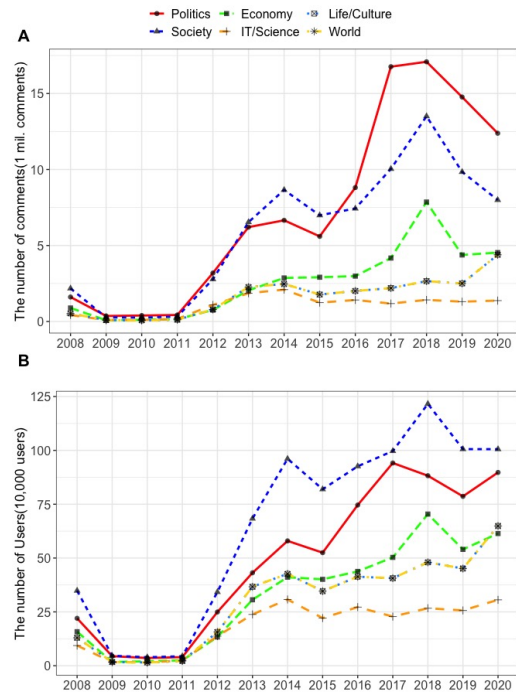 Politics Economy Life/Culture
Society IT/Science World
A
The number of comments(1 mil. comments)
15
10
5
0
2008 2009 2010 2011 2012 2013 2014 2015 2016 2017 2018 2019 2020
B
The number of Users(10,000 users)
125
100
75
50
25
0
2008 2009 2010 2011 2012 2013 2014 2015 2016 2017 2018 2019 2020